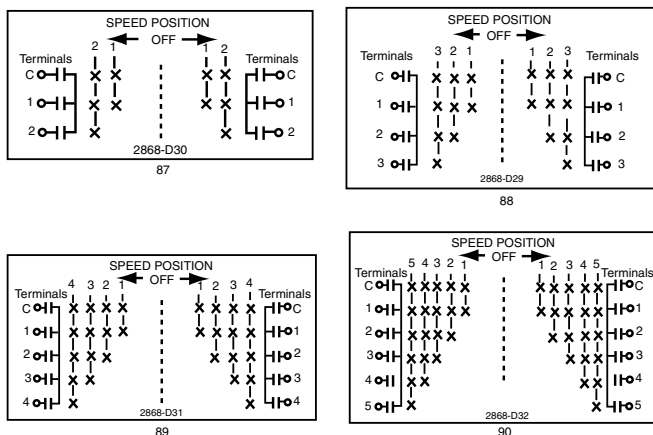 SPEED POSITION
OFF
2 1 1 2
Terminals Terminals
C C
1 1
2 2
2868-D30
87
SPEED POSITION
OFF
3 2 1 1 2 3
Terminals Terminals
C C
1 1
2 2
3 3
2868-D29
88
SPEED POSITION
OFF
4 3 2 1 1 2 3 4
Terminals Terminals
C C
1 1
2 2
3 3
4 4
2868-D31
89
SPEED POSITION
OFF
5 4 3 2 1 1 2 3 4 5
Terminals Terminals
C C
1 1
2 2
3 3
4 4
5 5
2868-D32
90